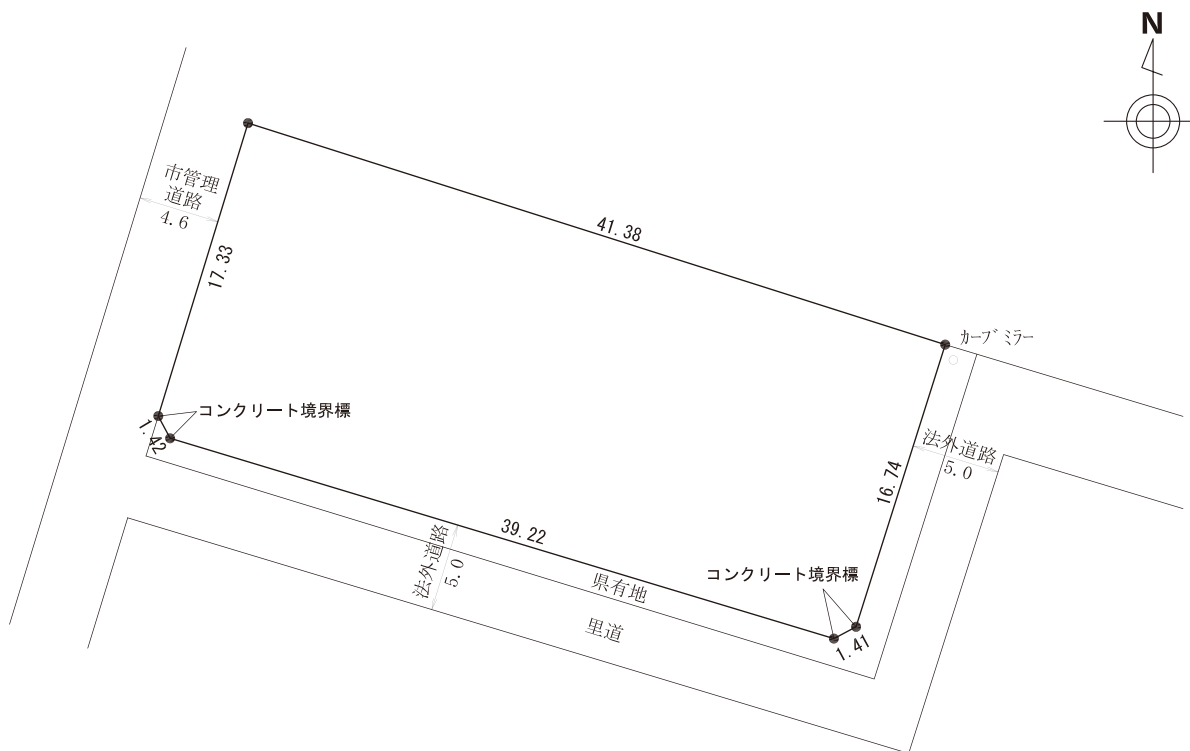 N
市管理
道路
4.6
17.33
41.38
カーブミラー
コンクリート境界標
1.42
法外道路
5.0
16.74
39.22
法外道路
5.0
コンクリート境界標
県有地
里道
1.41